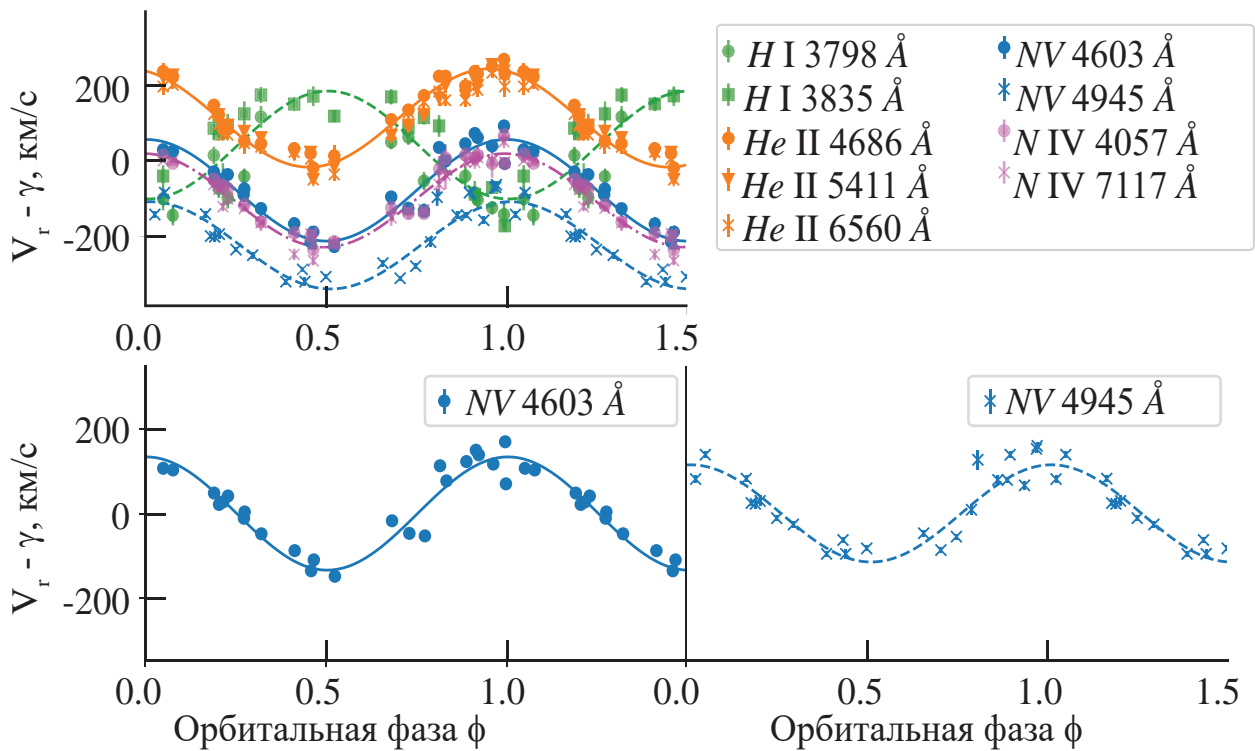 H I 3798 Å
H I 3835 Å
He II 4686 Å
He II 5411 Å
He II 6560 Å
NV 4603 Å
NV 4945 Å
N IV 4057 Å
N IV 7117 Å
V r - γ, км/с
200
0
-200
0.0 0.5 1.0 1.5
NV 4603 Å
NV 4945 Å
V r - γ, км/с
200
0
-200
0.0 0.5 1.0 0.0 0.5 1.0 1.5
Орбитальная фаза ϕ
Орбитальная фаза ϕ